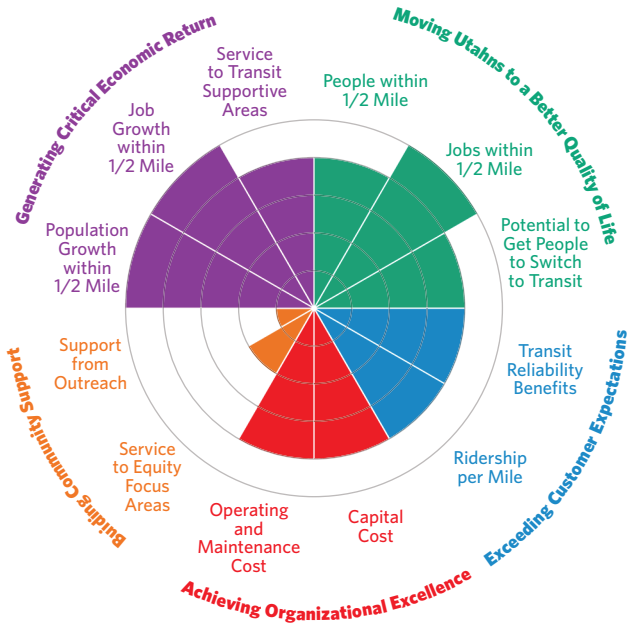 Generating Critical Economic Return
Moving Utahns to a Better Quality of Life
Service
to Transit
Supportive
Areas
People within
1/2 Mile
Job
Growth
within
1/2 Mile
Jobs within
1/2 Mile
Population
Growth
within
1/2 Mile
Potential to
Get People
to Switch
to Transit
Support
from
Outreach
Transit
Reliability
Benefits
Service
to Equity
Focus
Areas
Ridership
per Mile
Operating
and
Maintenance
Cost
Capital
Cost
Buiding Community Support
Exceeding Customer Expectations
Achieving Organizational Excellence